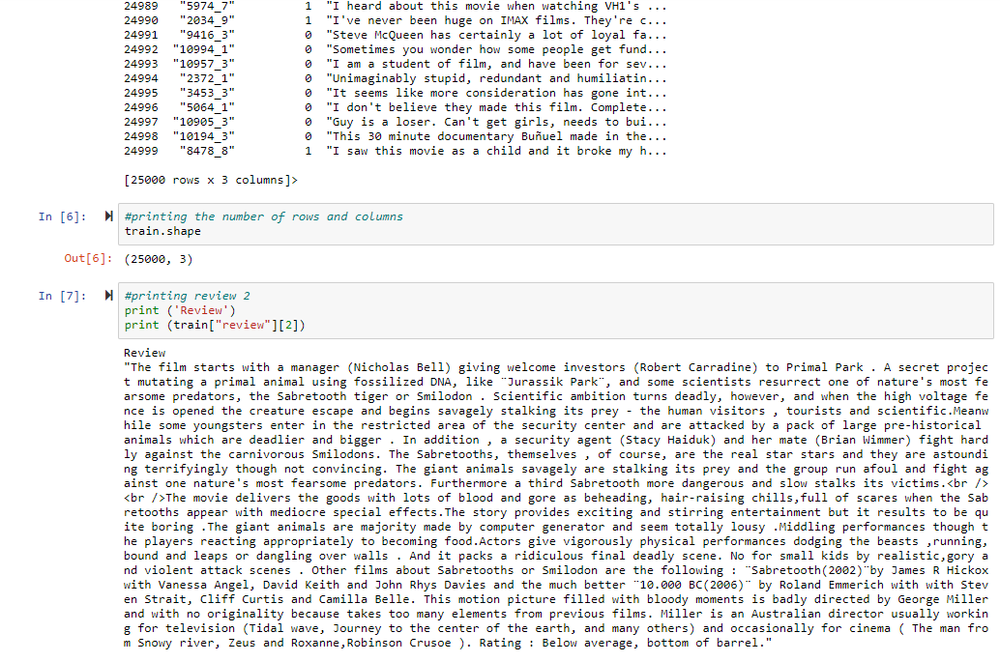 24989 "5974_7" 1 "I heard about this movie when watching VH1's ...
24990 "2034_9" 1 "I've never been huge on IMAX films. They're c...
24991 "9416_3" 0 "Steve McQueen has certainly a lot of loyal fa...
24992 "10994_1" 0 "Sometimes you wonder how some people get fund...
24993 "10957_3" 0 "I am a student of film, and have been for sev...
24994 "2372_1" 0 "Unimaginably stupid, redundant and humiliatin...
24995 "3453_3" 0 "It seems like more consideration has gone int...
24996 "5064_1" 0 "I don't believe they made this film. Complete...
24997 "10905_3" 0 "Guy is a loser. Can't get girls, needs to bui...
24998 "10194_3" 0 "This 30 minute documentary Buñuel made in the...
24999 "8478_8" 1 "I saw this movie as a child and it broke my h...
[25000 rows x 3 columns]>
In [6]: #printing the number of rows and columns
train.shape
Out[6]: (25000, 3)
In [7]: #printing review 2
print ('Review')
print (train["review"][2])
Review
"The film starts with a manager (Nicholas Bell) giving welcome investors (Robert Carradine) to Primal Park . A secret projec
t mutating a primal animal using fossilized DNA, like ¨Jurassik Park¨, and some scientists resurrect one of nature's most fe
arsome predators, the Sabretooth tiger or Smilodon . Scientific ambition turns deadly, however, and when the high voltage fe
nce is opened the creature escape and begins savagely stalking its prey - the human visitors , tourists and scientific.Meanw
hile some youngsters enter in the restricted area of the security center and are attacked by a pack of large pre-historical
animals which are deadlier and bigger . In addition , a security agent (Stacy Haiduk) and her mate (Brian Wimmer) fight hard
ly against the carnivorous Smilodons. The Sabretooths, themselves , of course, are the real star stars and they are astoundi
ng terrifyingly though not convincing. The giant animals savagely are stalking its prey and the group run afoul and fight ag
ainst one nature's most fearsome predators. Furthermore a third Sabretooth more dangerous and slow stalks its victims.<br />
<br />The movie delivers the goods with lots of blood and gore as beheading, hair-raising chills,full of scares when the Sab
retooths appear with mediocre special effects.The story provides exciting and stirring entertainment but it results to be qu
ite boring .The giant animals are majority made by computer generator and seem totally lousy .Middling performances though t
he players reacting appropriately to becoming food.Actors give vigorously physical performances dodging the beasts ,running,
bound and leaps or dangling over walls . And it packs a ridiculous final deadly scene. No for small kids by realistic,gory a
nd violent attack scenes . Other films about Sabretooths or Smilodon are the following : ¨Sabretooth(2002)¨by James R Hickox
with Vanessa Angel, David Keith and John Rhys Davies and the much better ¨10.000 BC(2006)¨ by Roland Emmerich with with Stev
en Strait, Cliff Curtis and Camilla Belle. This motion picture filled with bloody moments is badly directed by George Miller
and with no originality because takes too many elements from previous films. Miller is an Australian director usually workin
g for television (Tidal wave, Journey to the center of the earth, and many others) and occasionally for cinema ( The man fro
m Snowy river, Zeus and Roxanne,Robinson Crusoe ). Rating : Below average, bottom of barrel."